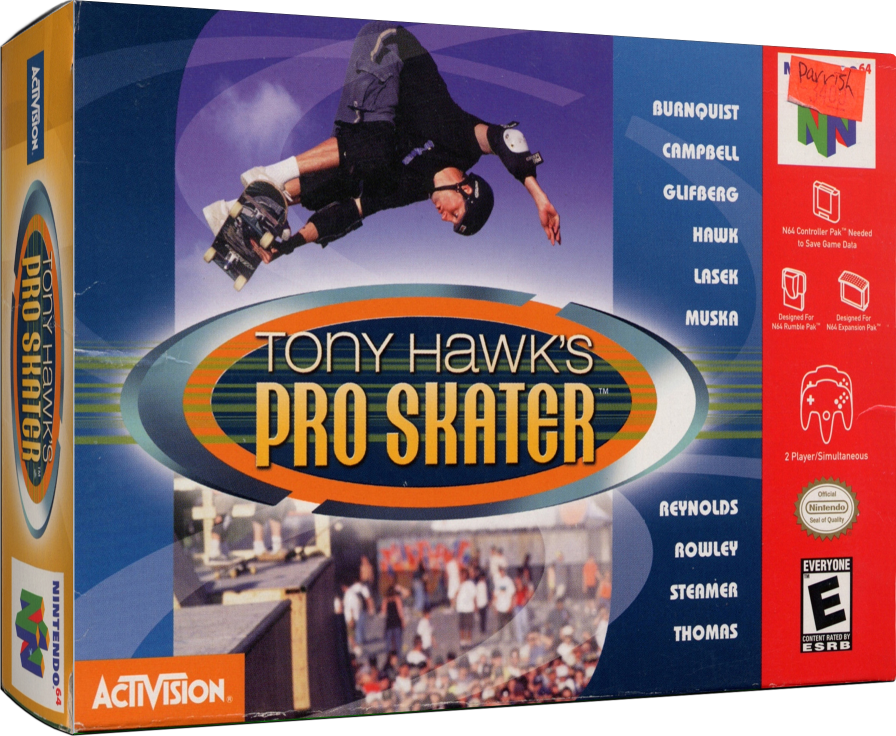 ACTIVISION
TONY HAWK'S
PRO SKATER™
NINTENDO 64
TONY HAWK'S
PRO SKATER™
ACTIVISION®
BURNQUIST
CAMPBELL
GLIFBERG
HAWK
LASEK
MUSKA
REYNOLDS
ROWLEY
STEAMER
THOMAS
Parrish
64
N64 Controller Pak™ Needed
to Save Game Data
Designed For
N64 Rumble Pak™
Designed For
N64 Expansion Pak™
2 Player/Simultaneous
Official
Nintendo
Seal of Quality
EVERYONE
E
CONTENT RATED BY
ESRB